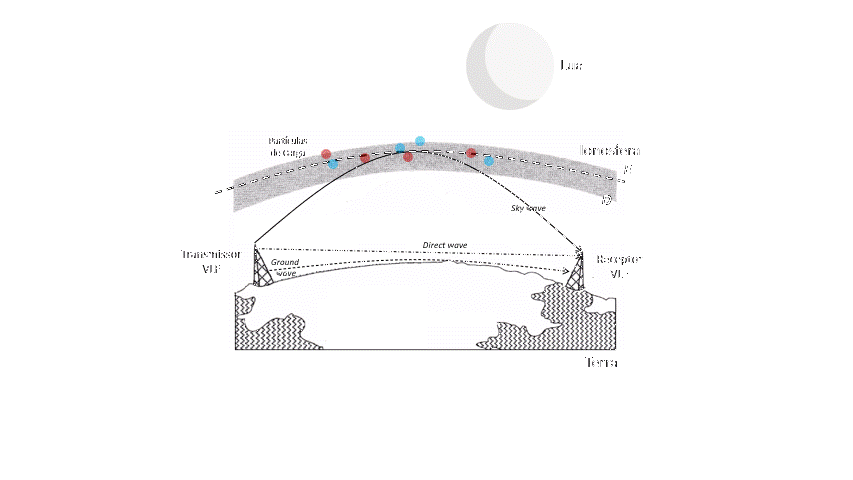 Lua
Partículas
de Carga
Ionosfera
E
D
Sky wave
Direct wave
Transmissor
VLF
Ground
wave
Receptor
VLF
Terra